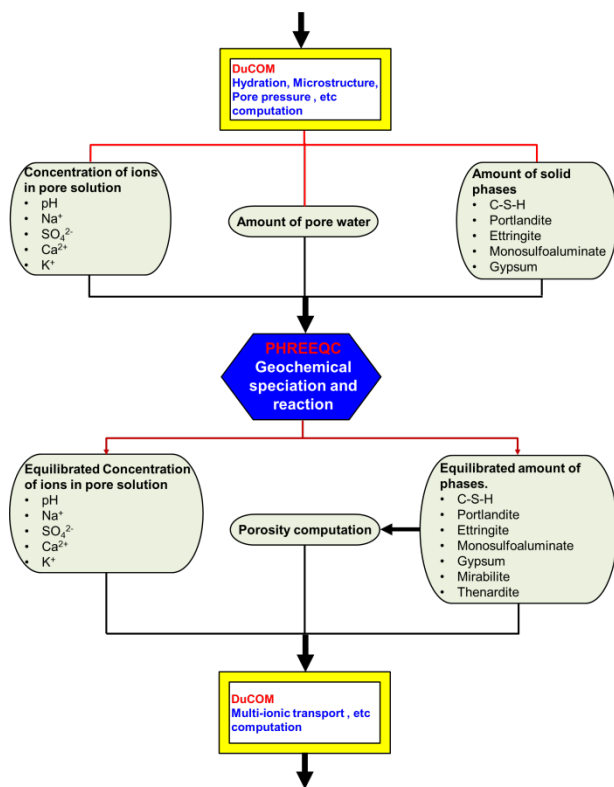 DuCOM
Hydration, Microstructure,
Pore pressure , etc
computation
Concentration of ions
in pore solution
• pH
• Na⁺
• SO₄²⁻
• Ca²⁺
• K⁺
Amount of pore water
Amount of solid
phases
• C-S-H
• Portlandite
• Ettringite
• Monosulfoaluminate
• Gypsum
PHREEQC
Geochemical
speciation and
reaction
Equilibrated Concentration
of ions in pore solution
• pH
• Na⁺
• SO₄²⁻
• Ca²⁺
• K⁺
Porosity computation
Equilibrated amount of
phases.
• C-S-H
• Portlandite
• Ettringite
• Monosulfoaluminate
• Gypsum
• Mirabilite
• Thenardite
DuCOM
Multi-ionic transport , etc
computation